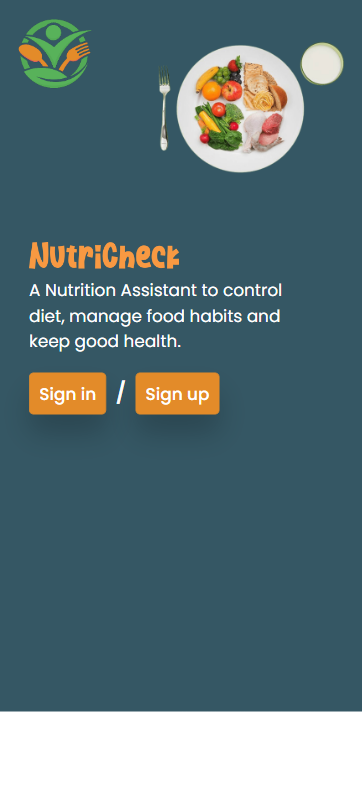 NutriCheck
A Nutrition Assistant to control
diet, manage food habits and
keep good health.
Sign in / Sign up